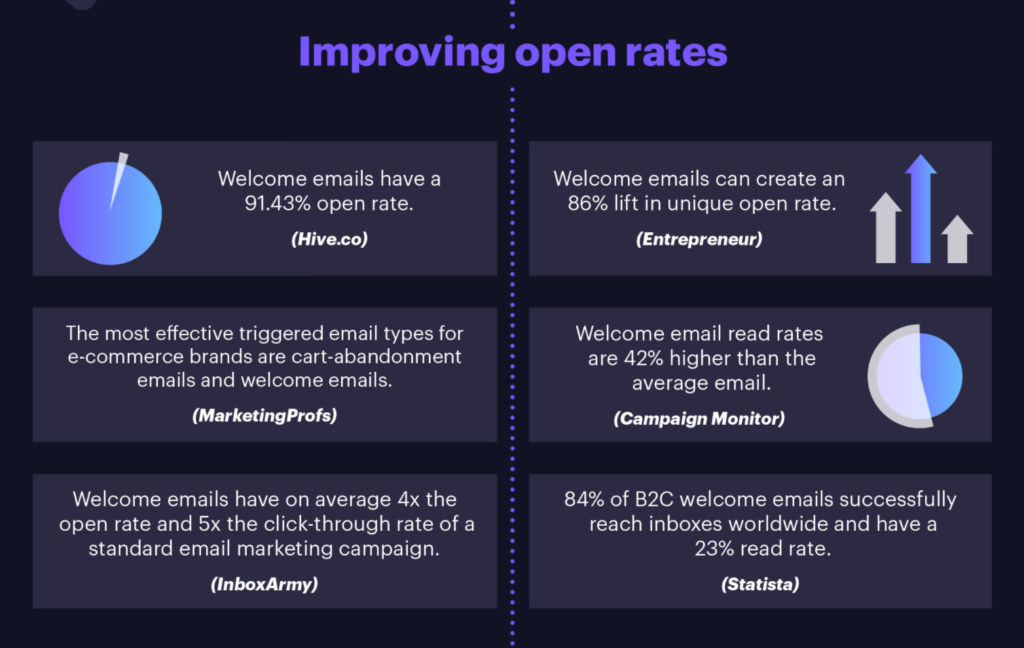 Improving open rates
Welcome emails have a
91.43% open rate.
(Hive.co)
Welcome emails can create an
86% lift in unique open rate.
(Entrepreneur)
The most effective triggered email types for
e-commerce brands are cart-abandonment
emails and welcome emails.
(MarketingProfs)
Welcome email read rates
are 42% higher than the
average email.
(Campaign Monitor)
Welcome emails have on average 4x the
open rate and 5x the click-through rate of a
standard email marketing campaign.
(InboxArmy)
84% of B2C welcome emails successfully
reach inboxes worldwide and have a
23% read rate.
(Statista)